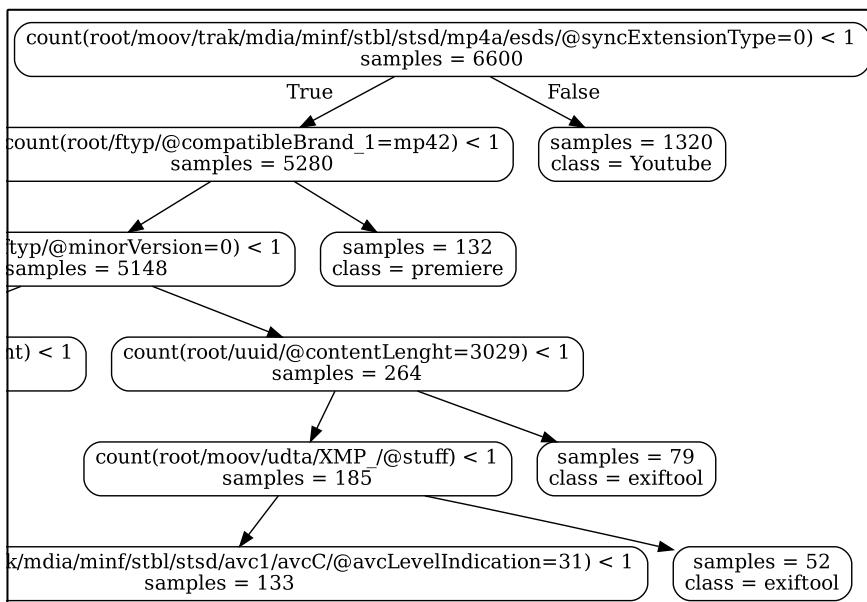 count(root/moov/trak/mdia/minf/stbl/stsd/mp4a/esds/@syncExtensionType=0) < 1
samples = 6600
True
False
count(root/ftyp/@compatibleBrand_1=mp42) < 1
samples = 5280
samples = 1320
class = Youtube
ftyp/@minorVersion=0) < 1
samples = 5148
samples = 132
class = premiere
nt) < 1
count(root/uuid/@contentLenght=3029) < 1
samples = 264
count(root/moov/udta/XMP_/@stuff) < 1
samples = 185
samples = 79
class = exiftool
k/mdia/minf/stbl/stsd/avc1/avcC/@avcLevelIndication=31) < 1
samples = 133
samples = 52
class = exiftool